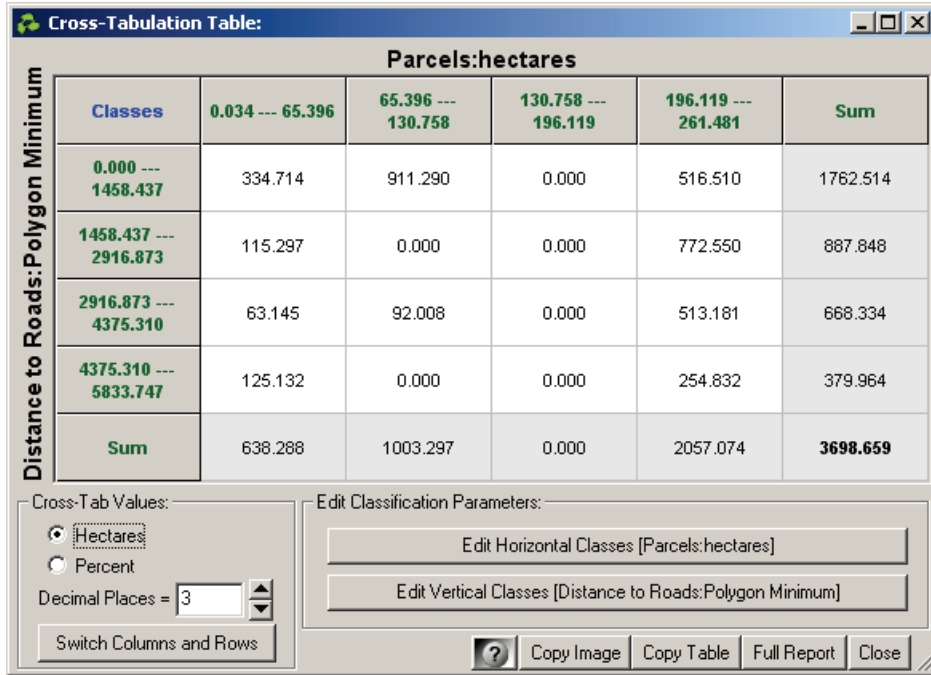 Cross-Tabulation Table:
Parcels:hectares
Distance to Roads:Polygon Minimum
Classes
0.034 --- 65.396
65.396 ---
130.758
130.758 ---
196.119
196.119 ---
261.481
Sum
0.000 ---
1458.437
334.714
911.290
0.000
516.510
1762.514
1458.437 ---
2916.873
115.297
0.000
0.000
772.550
887.848
2916.873 ---
4375.310
63.145
92.008
0.000
513.181
668.334
4375.310 ---
5833.747
125.132
0.000
0.000
254.832
379.964
Sum
638.288
1003.297
0.000
2057.074
3698.659
Cross-Tab Values:
Hectares
Percent
Decimal Places = 3
Switch Columns and Rows
Edit Classification Parameters:
Edit Horizontal Classes [Parcels:hectares]
Edit Vertical Classes [Distance to Roads:Polygon Minimum]
?
Copy Image
Copy Table
Full Report
Close